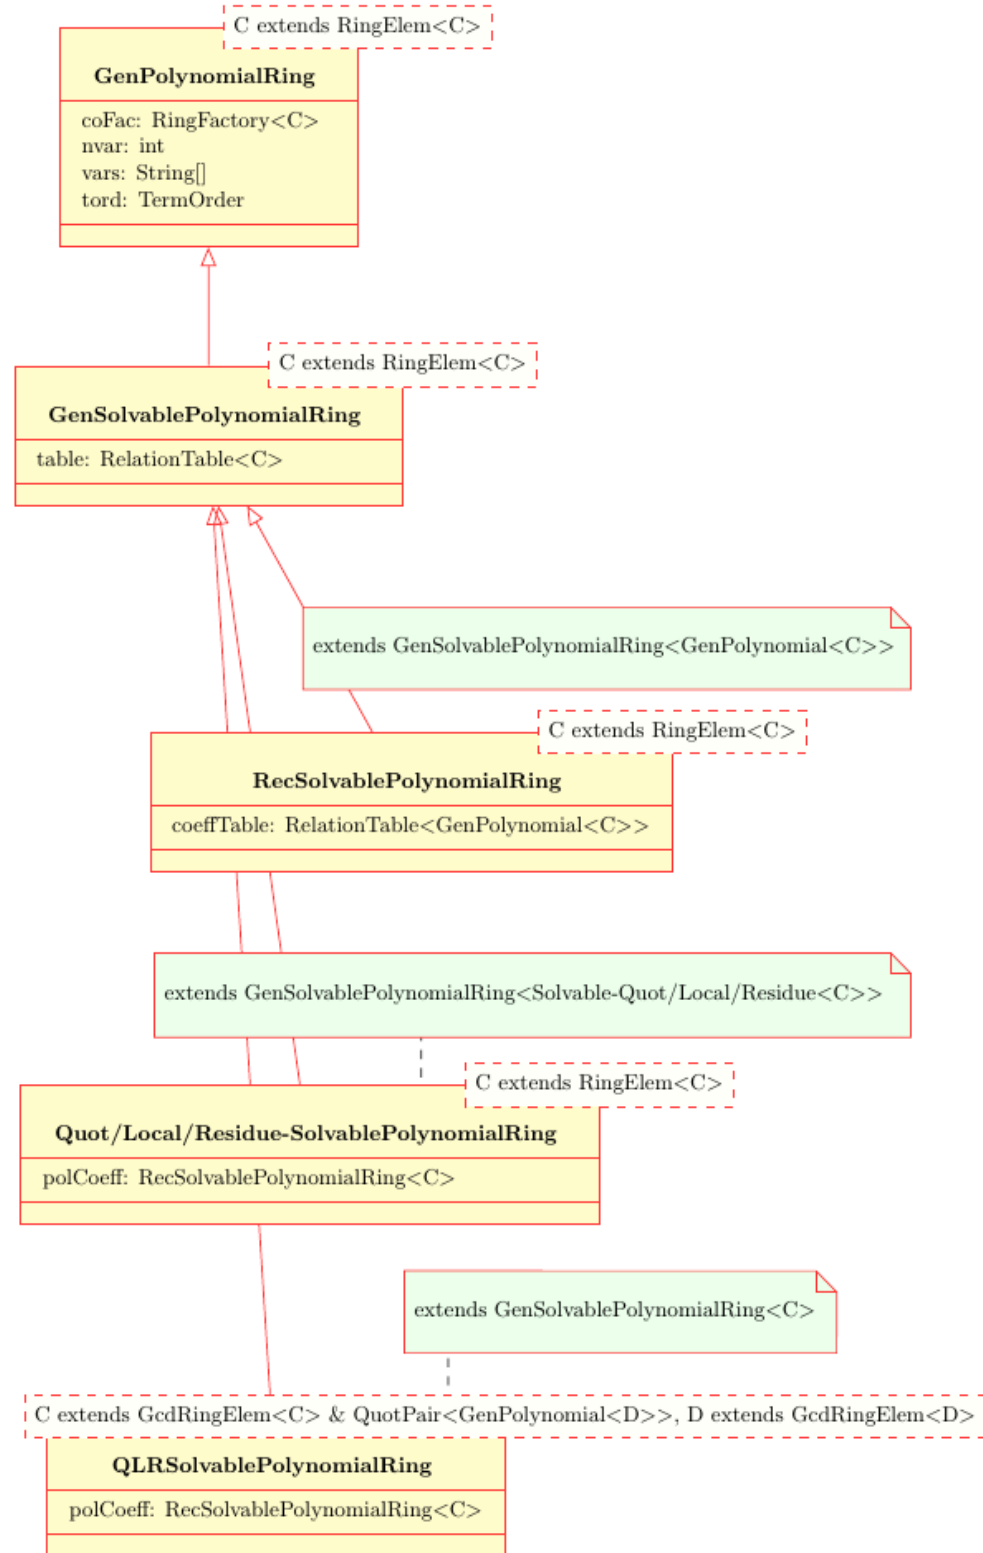 C extends RingElem<C>
GenPolynomialRing
coFac: RingFactory<C>
nvar: int
vars: String[]
tord: TermOrder
C extends RingElem<C>
GenSolvablePolynomialRing
table: RelationTable<C>
extends GenSolvablePolynomialRing<GenPolynomial<C>>
C extends RingElem<C>
RecSolvablePolynomialRing
coeffTable: RelationTable<GenPolynomial<C>>
extends GenSolvablePolynomialRing<Solvable-Quot/Local/Residue<C>>
C extends RingElem<C>
Quot/Local/Residue-SolvablePolynomialRing
polCoeff: RecSolvablePolynomialRing<C>
extends GenSolvablePolynomialRing<C>
C extends GcdRingElem<C> & QuotPair<GenPolynomial<D>>, D extends GcdRingElem<D>
QLRSolvablePolynomialRing
polCoeff: RecSolvablePolynomialRing<C>